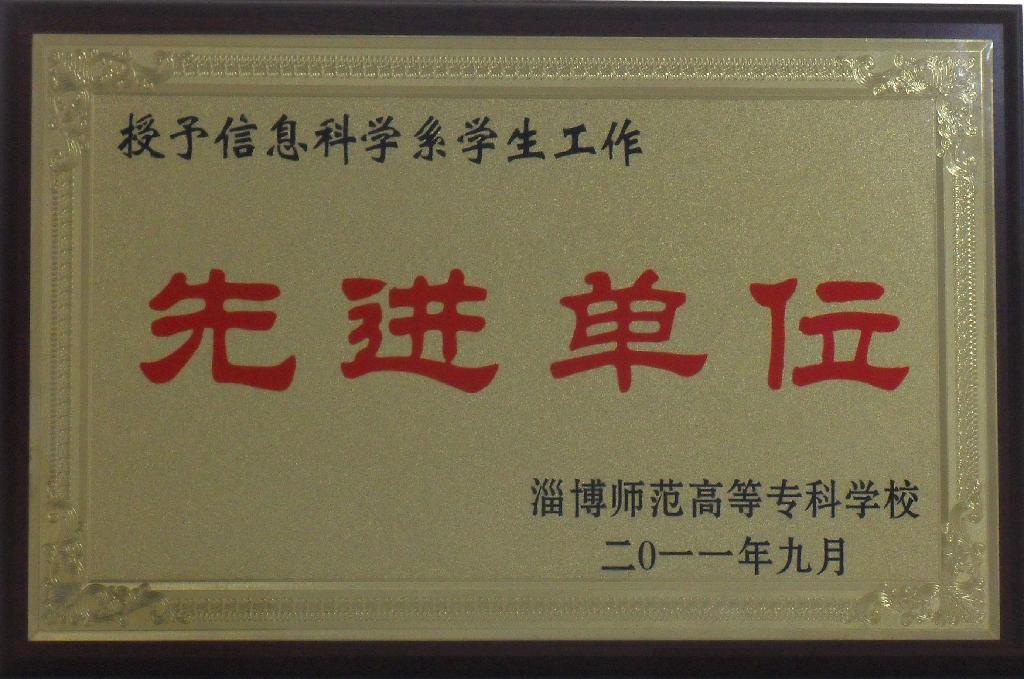 授予信息科学系学生工作
先进单位
淄博师范高等专科学校
二0一一年九月